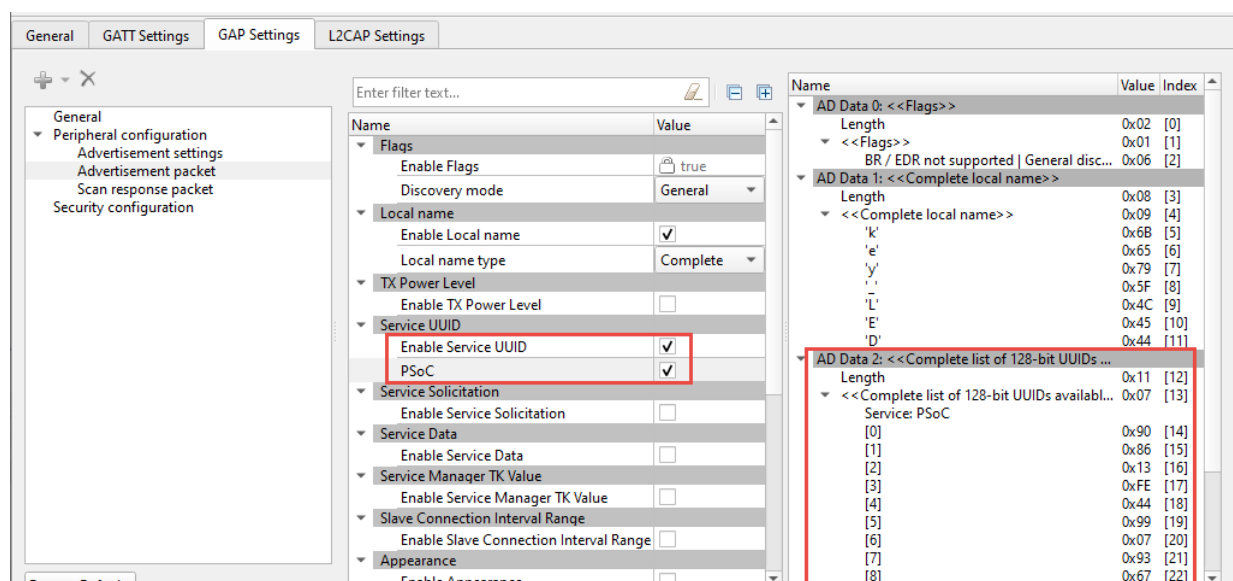 General GATT Settings GAP Settings L2CAP Settings
General
Peripheral configuration
Advertisement settings
Advertisement packet
Scan response packet
Security configuration
Enter filter text...
Name Value
Flags
Enable Flags true
Discovery mode General
Local name
Enable Local name
Local name type Complete
TX Power Level
Enable TX Power Level
Service UUID
Enable Service UUID
PSoC
Service Solicitation
Enable Service Solicitation
Service Data
Enable Service Data
Service Manager TK Value
Enable Service Manager TK Value
Slave Connection Interval Range
Enable Slave Connection Interval Range
Appearance
Enable Appearance
Name Value Index
AD Data 0: <<Flags>>
Length 0x02 [0]
<<Flags>> 0x01 [1]
BR / EDR not supported | General disc... 0x06 [2]
AD Data 1: <<Complete local name>>
Length 0x08 [3]
<<Complete local name>> 0x09 [4]
'k' 0x6B [5]
'e' 0x65 [6]
'y' 0x79 [7]
'_' 0x5F [8]
'L' 0x4C [9]
'E' 0x45 [10]
'D' 0x44 [11]
AD Data 2: <<Complete list of 128-bit UUIDs ...
Length 0x11 [12]
<<Complete list of 128-bit UUIDs availabl... 0x07 [13]
Service: PSoC
[0] 0x90 [14]
[1] 0x86 [15]
[2] 0x13 [16]
[3] 0xFE [17]
[4] 0x44 [18]
[5] 0x99 [19]
[6] 0x07 [20]
[7] 0x93 [21]
[8] 0x67 [22]